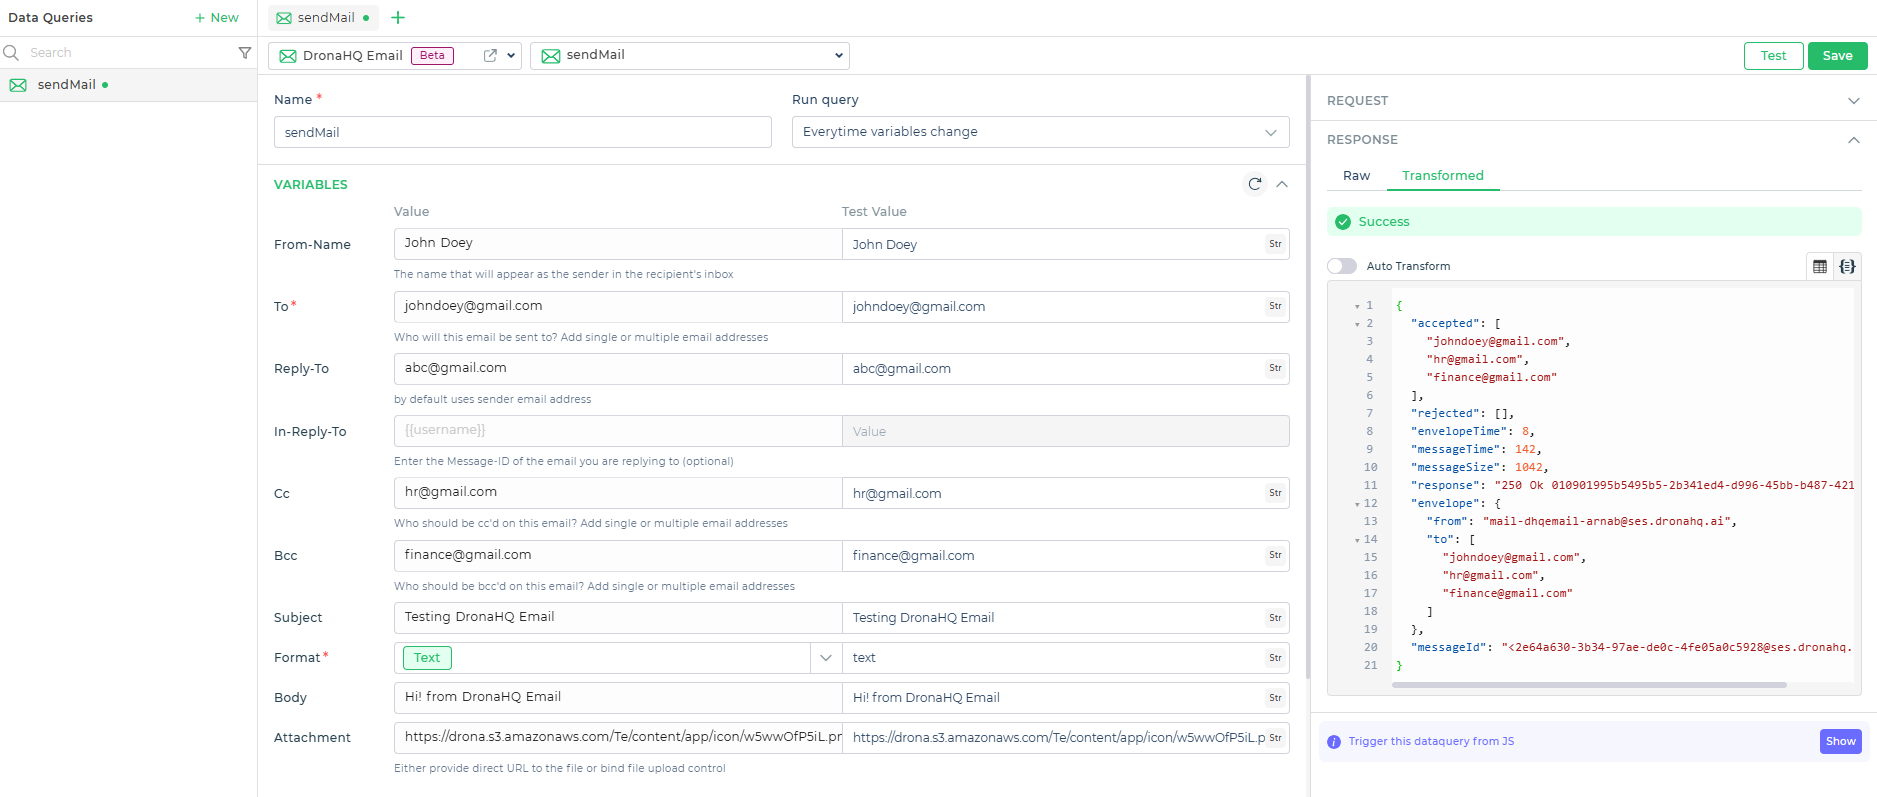 Data Queries
+ New
Search
sendMail
sendMail
DronaHQ Email Beta
sendMail
Test
Save
Name *
sendMail
Run query
Everytime variables change
VARIABLES
Value
Test Value
From-Name
John Doey
John Doey
Str
The name that will appear as the sender in the recipient's inbox
To*
johndoey@gmail.com
johndoey@gmail.com
Str
Who will this email be sent to? Add single or multiple email addresses
Reply-To
abc@gmail.com
abc@gmail.com
Str
by default uses sender email address
In-Reply-To
{{username}}
Value
Enter the Message-ID of the email you are replying to (optional)
Cc
hr@gmail.com
hr@gmail.com
Str
Who should be cc'd on this email? Add single or multiple email addresses
Bcc
finance@gmail.com
finance@gmail.com
Str
Who should be bcc'd on this email? Add single or multiple email addresses
Subject
Testing DronaHQ Email
Testing DronaHQ Email
Str
Format*
Text
text
Str
Body
Hi! from DronaHQ Email
Hi! from DronaHQ Email
Str
Attachment
https://drona.s3.amazonaws.com/Te/content/app/icon/w5wwOfP5iL.pr
https://drona.s3.amazonaws.com/Te/content/app/icon/w5wwOfP5iL.p
Str
Either provide direct URL to the file or bind file upload control
REQUEST
RESPONSE
Raw
Transformed
Success
Auto Transform
1 {
2 "accepted": [
3 "johndoey@gmail.com",
4 "hr@gmail.com",
5 "finance@gmail.com"
6 ],
7 "rejected": [],
8 "envelopeTime": 8,
9 "messageTime": 142,
10 "messageSize": 1042,
11 "response": "250 Ok 010901995b5495b5-2b341ed4-d996-45bb-b487-421
12 "envelope": {
13 "from": "mail-dhqemail-arnab@ses.dronahq.ai",
14 "to": [
15 "johndoey@gmail.com",
16 "hr@gmail.com",
17 "finance@gmail.com"
18 ]
19 },
20 "messageId": "<2e64a630-3b34-97ae-de0c-4fe05a0c5928@ses.dronahq.
21 }
Trigger this dataquery from JS
Show